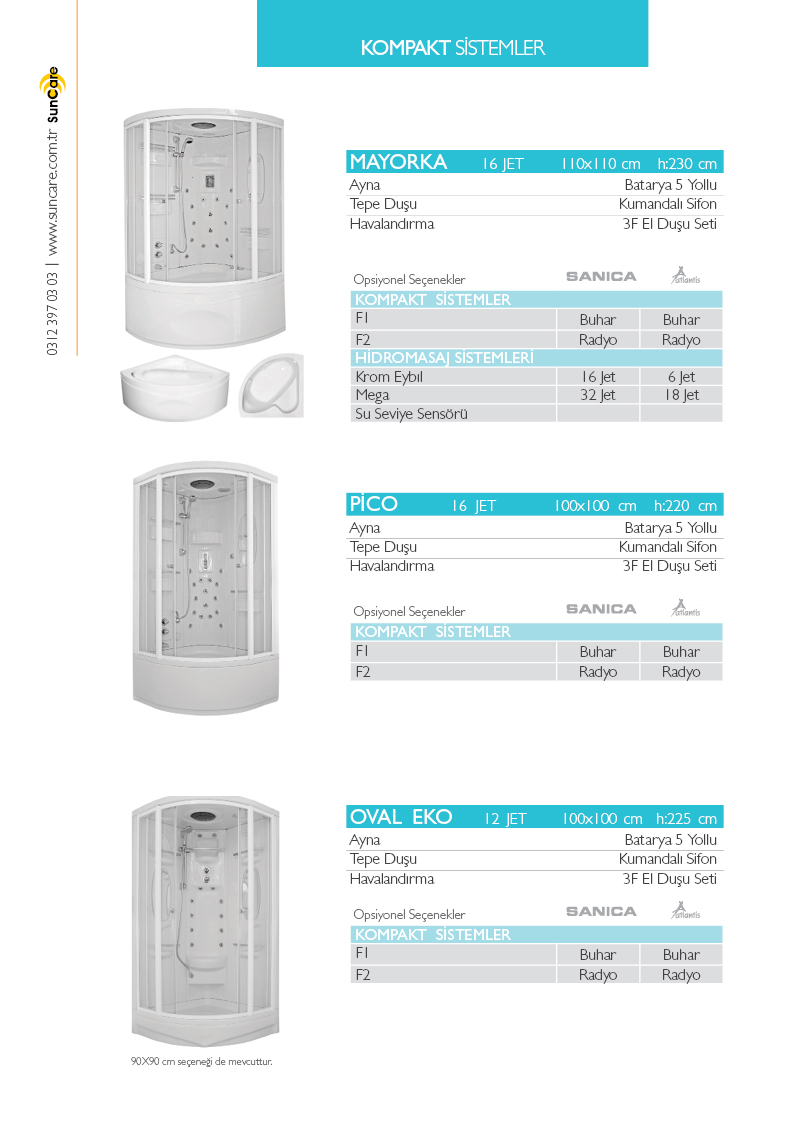 KOMPAKT SİSTEMLER
0312 397 03 03 | www.suncare.com.tr SunCare
MAYORKA 16 JET 110x110 cm h:230 cm
Ayna Batarya 5 Yollu
Tepe Duşu Kumandalı Sifon
Havalandırma 3F El Duşu Seti
Opsiyonel Seçenekler SANICA atlantis
KOMPAKT SİSTEMLER
F1 Buhar Buhar
F2 Radyo Radyo
HİDROMASAJ SİSTEMLERİ
Krom Eybıl 16 Jet 6 Jet
Mega 32 Jet 18 Jet
Su Seviye Sensörü
PİCO 16 JET 100x100 cm h:220 cm
Ayna Batarya 5 Yollu
Tepe Duşu Kumandalı Sifon
Havalandırma 3F El Duşu Seti
Opsiyonel Seçenekler SANICA atlantis
KOMPAKT SİSTEMLER
F1 Buhar Buhar
F2 Radyo Radyo
OVAL EKO 12 JET 100x100 cm h:225 cm
Ayna Batarya 5 Yollu
Tepe Duşu Kumandalı Sifon
Havalandırma 3F El Duşu Seti
Opsiyonel Seçenekler SANICA atlantis
KOMPAKT SİSTEMLER
F1 Buhar Buhar
F2 Radyo Radyo
90X90 cm seçeneği de mevcuttur.